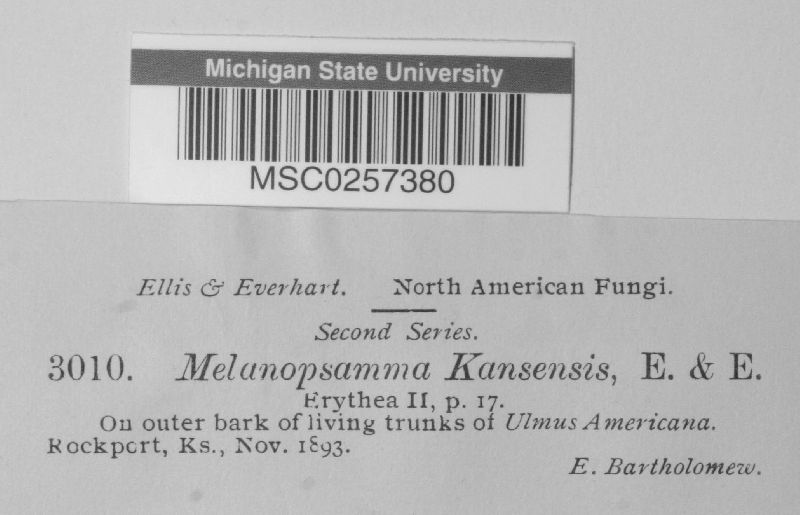 Michigan State University
MSC0257380
Ellis & Everhart. North American Fungi.
Second Series.
3010. Melanopsamma Kansensis, E. & E.
Erythea II, p. 17.
On outer bark of living trunks of Ulmus Americana.
Rockport, Ks., Nov. 1893.
E. Bartholomew.